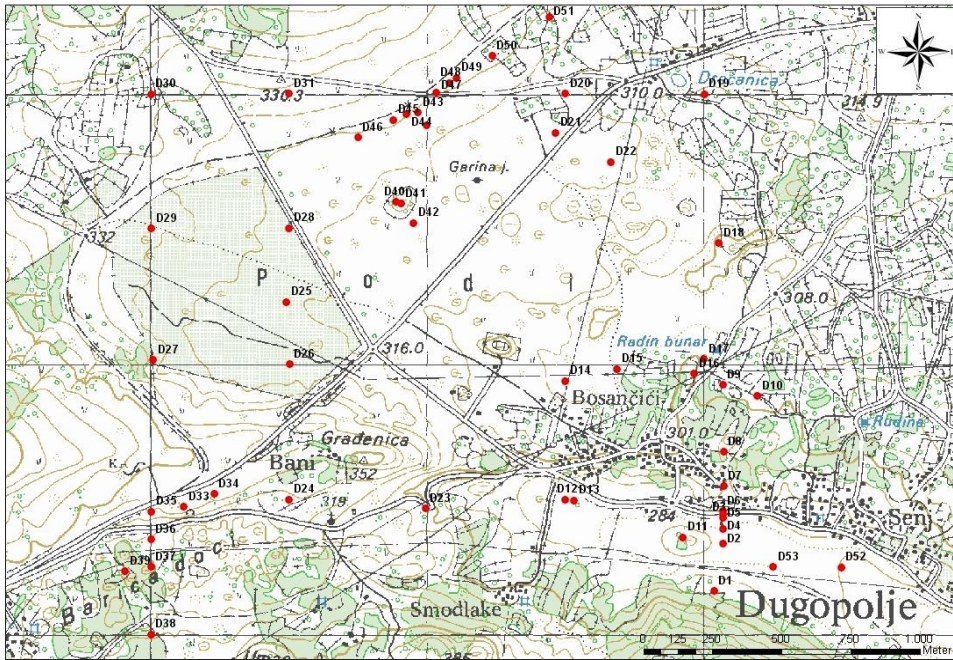 D51
N
W
E
S
D50
D49
D48
D47
D30
D31
330.3
D20
310.0
Dričanica
D19
314.9
D43
D45
D44
D46
D21
D22
Garina j.
D40
D41
D42
D29
332
D28
D18
P o d i
D25
308.0
D27
D26
316.0
Radin bunar
D17
D16
D15
D14
D9
D10
Bosančići
Rudine
301.0
D8
Gradenica
352
Bani
D7
D34
D33
D35
D24
319
D23
D12
D13
284
D6
D5
D4
D2
D11
Senj
K
D36
D37
D39
Baricadoci
D53
D52
D1
Smodlake
Dugopolje
D38
0 125 250 500 750 1.000
Meters